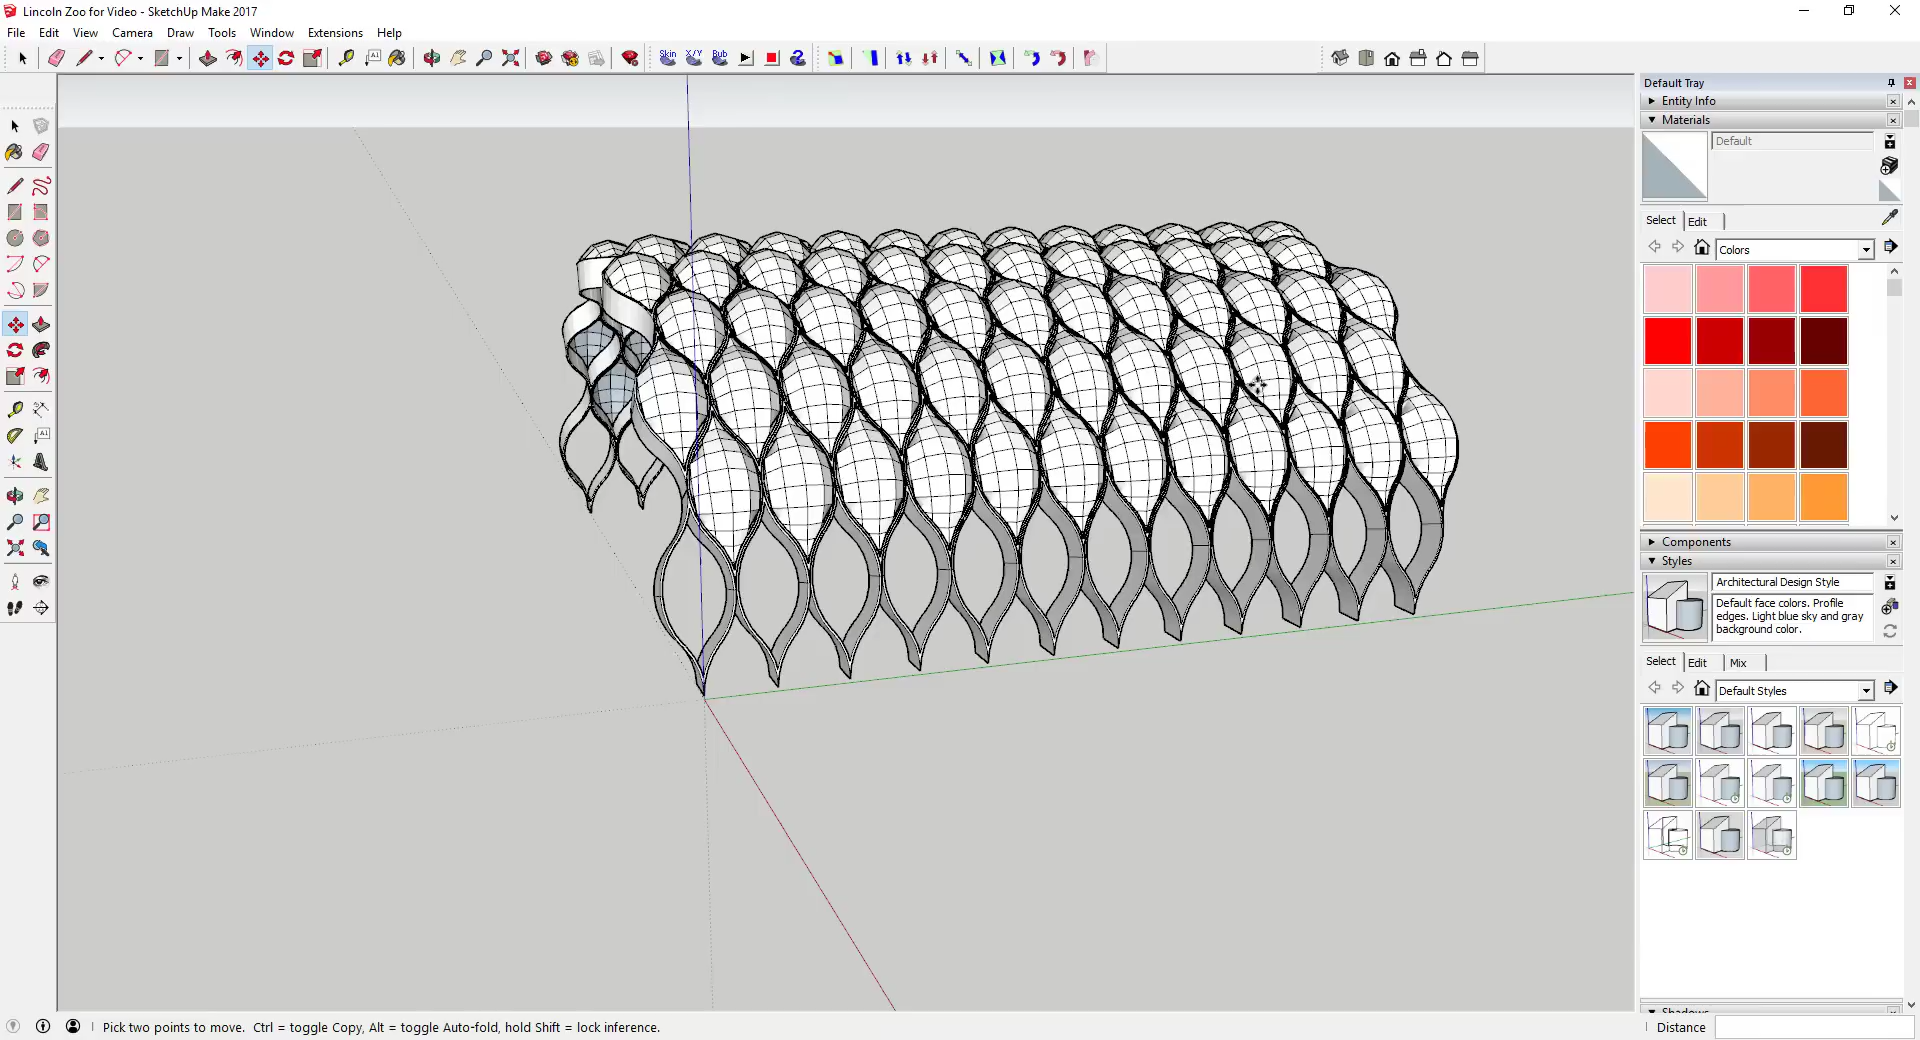 Lincoln Zoo for Video - SketchUp Make 2017
File Edit View Camera Draw Tools Window Extensions Help
Skin X/Y Bub
Default Tray
Entity Info
Materials
Default
Select Edit
Colors
Components
Styles
Architectural Design Style
Default face colors. Profile
edges. Light blue sky and gray
background color.
Select Edit Mix
Default Styles
Shadows
Pick two points to move. Ctrl = toggle Copy, Alt = toggle Auto-fold, hold Shift = lock inference.
Distance